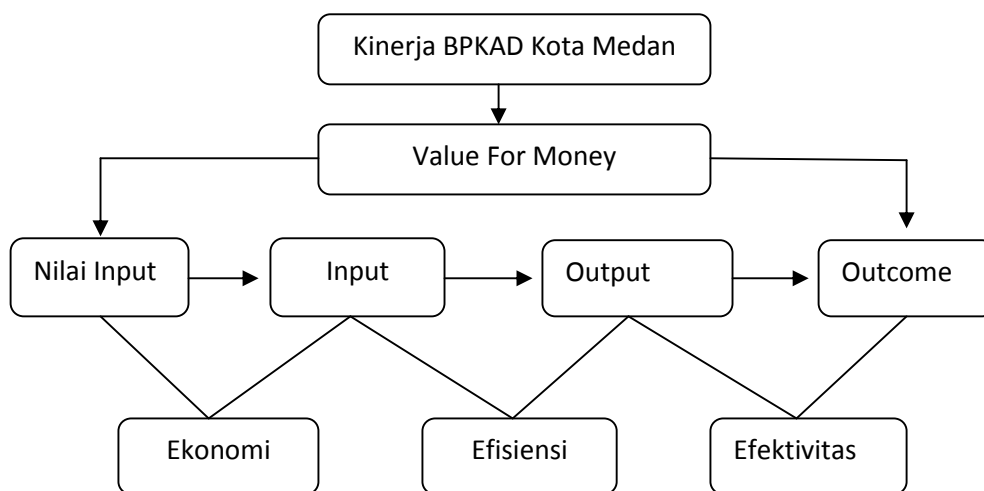 Kinerja BPKAD Kota Medan
Value For Money
Nilai Input
Input
Output
Outcome
Ekonomi
Efisiensi
Efektivitas